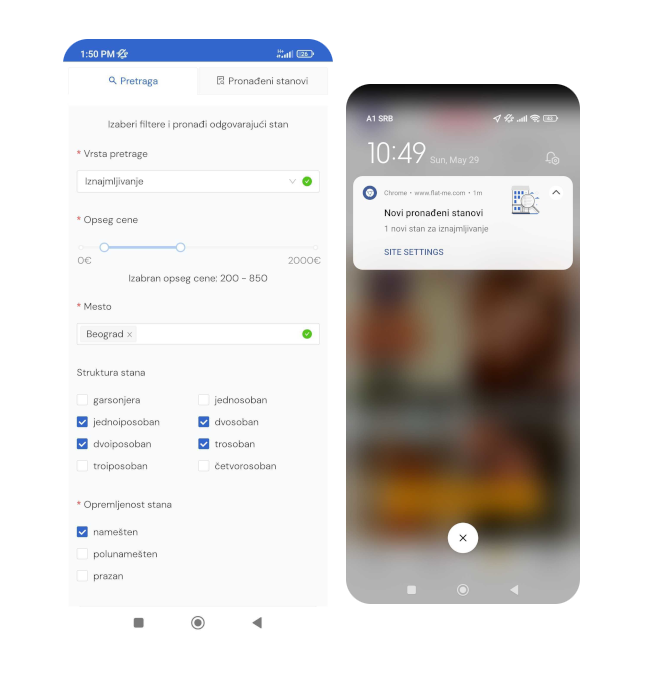 1:50 PM
Pretraga
Pronađeni stanovi
Izaberi filtere i pronađi odgovarajući stan
* Vrsta pretrage
Iznajmljivanje
* Opseg cene
0€
2000€
Izabran opseg cene: 200 - 850
* Mesto
Beograd ×
Struktura stana
garsonjera
jednosoban
jednoiposoban
dvosoban
dvoiposoban
trosoban
troiposoban
četvorosoban
* Opremljenost stana
namešten
polunamešten
prazan
A1 SRB
10:49 Sun, May 29
Chrome • www.flat-me.com • 1m
Novi pronađeni stanovi
1 novi stan za iznajmljivanje
SITE SETTINGS